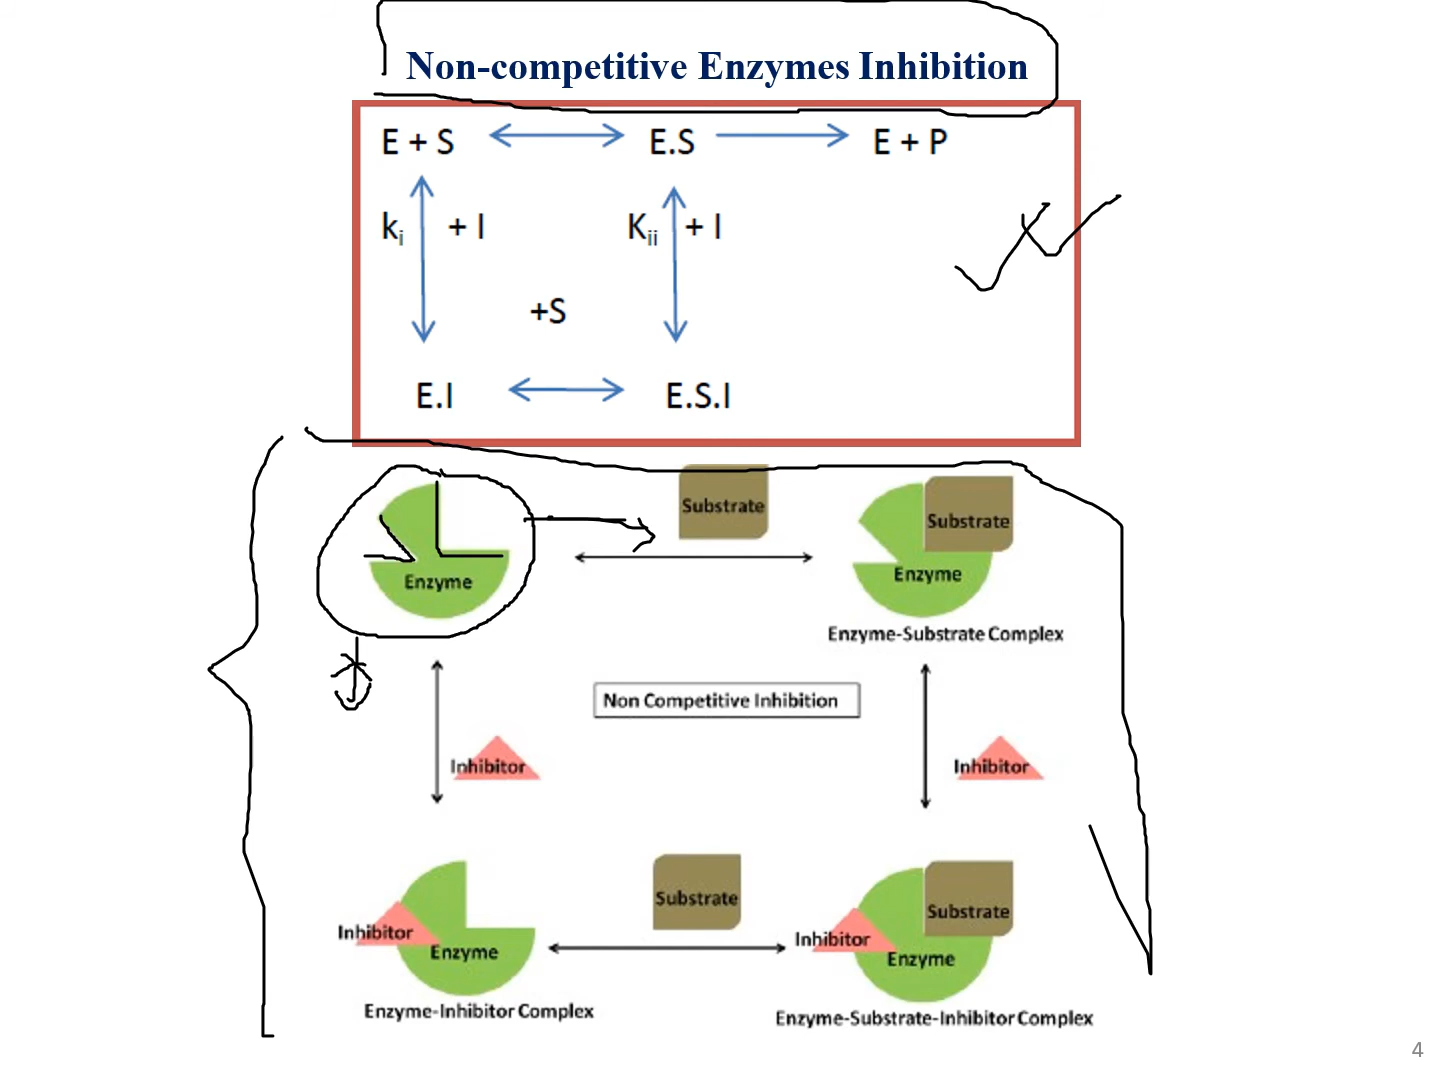 Non-competitive Enzymes Inhibition
E + S E.S E + P
ki + I Kii + I
+S
E.I E.S.I
Substrate
Substrate
Enzyme
Enzyme
Enzyme-Substrate Complex
Non Competitive Inhibition
Inhibitor
Inhibitor
Substrate
Substrate
Inhibitor
Inhibitor
Enzyme
Enzyme
Enzyme-Inhibitor Complex
Enzyme-Substrate-Inhibitor Complex
4